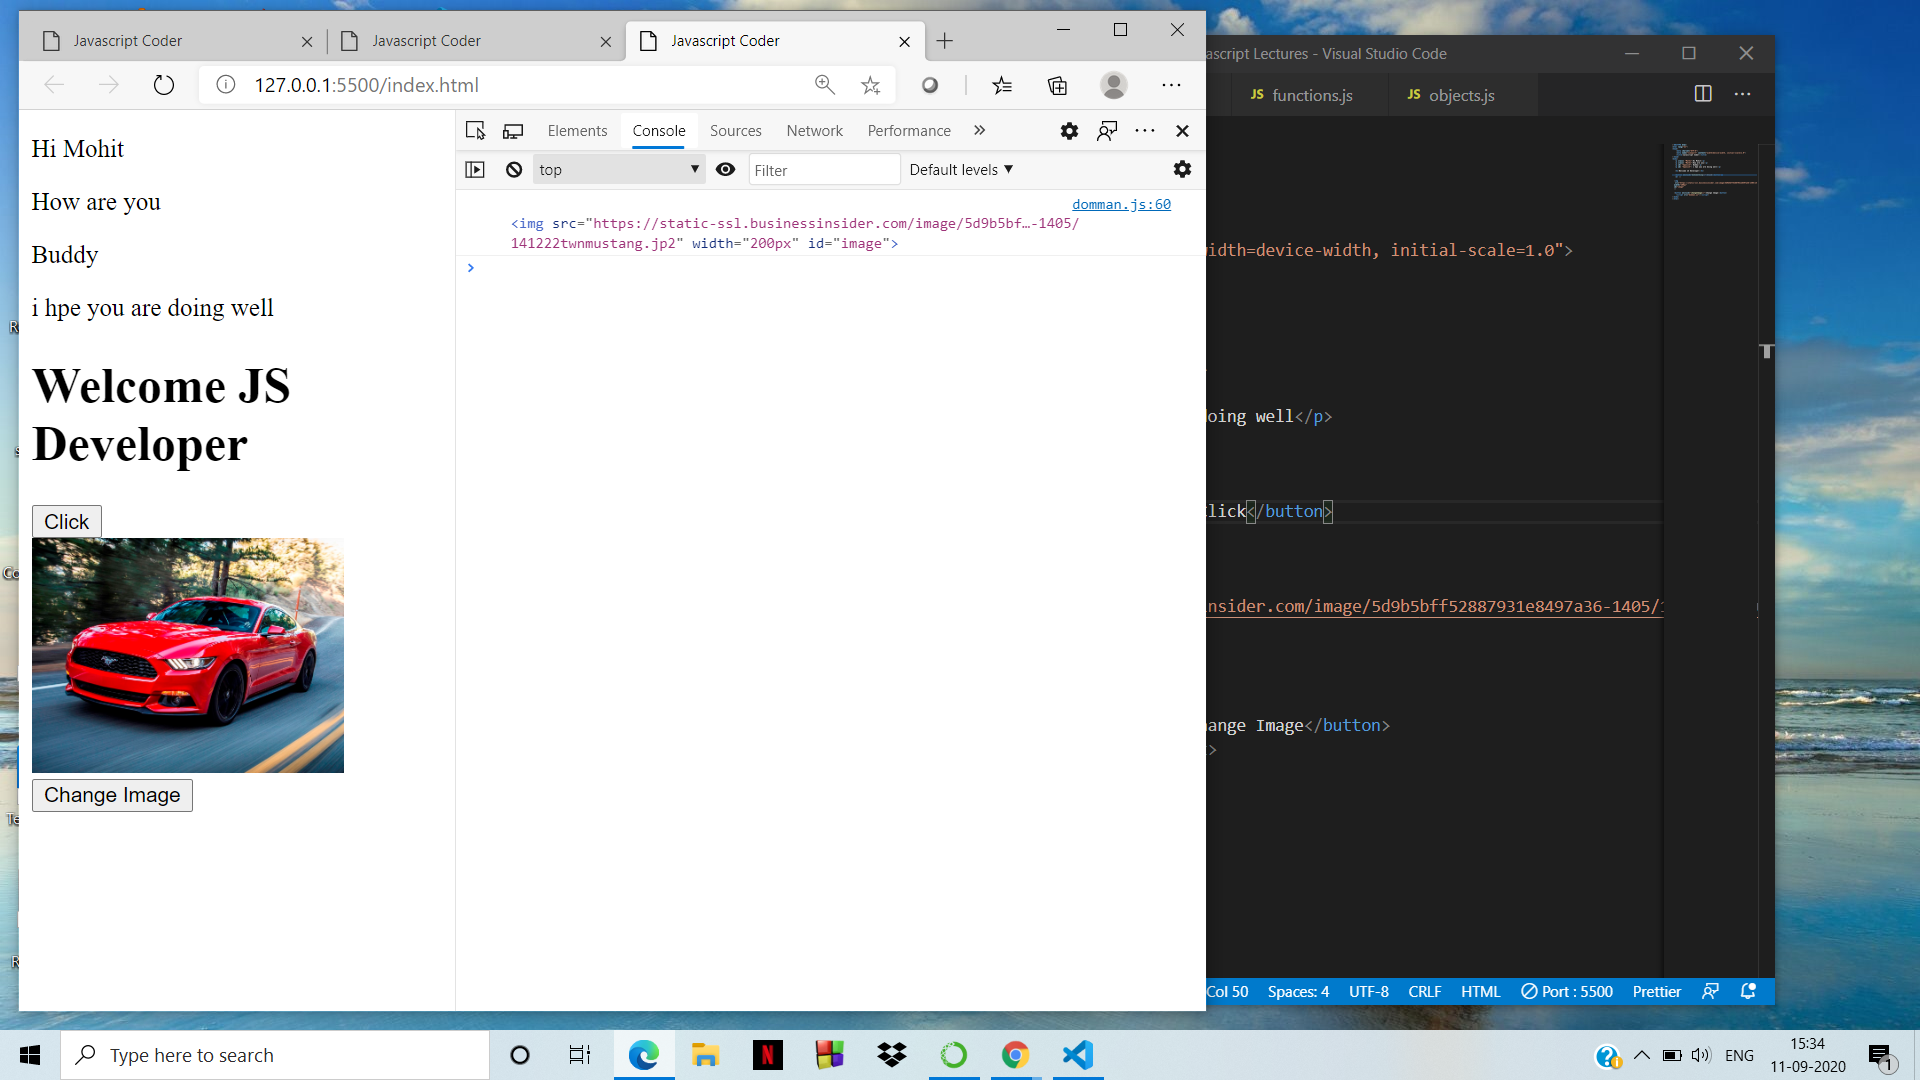 Javascript Coder
Javascript Coder
Javascript Coder
127.0.0.1:5500/index.html
Hi Mohit
How are you
Buddy
i hpe you are doing well
Welcome JS
Developer
Click
Change Image
Elements
Console
Sources
Network
Performance
top
Filter
Default levels
domman.js:60
<img src="https://static-ssl.businessinsider.com/image/5d9b5bf…-1405/
141222twnmustang.jp2" width="200px" id="image">
ascript Lectures - Visual Studio Code
JS functions.js
JS objects.js
idth=device-width, initial-scale=1.0">
oing well</p>
lick</button>
nsider.com/image/5d9b5bff52887931e8497a36-1405/1
ange Image</button>
>
Col 50
Spaces: 4
UTF-8
CRLF
HTML
Port : 5500
Prettier
Type here to search
N
ENG
15:34
11-09-2020
1